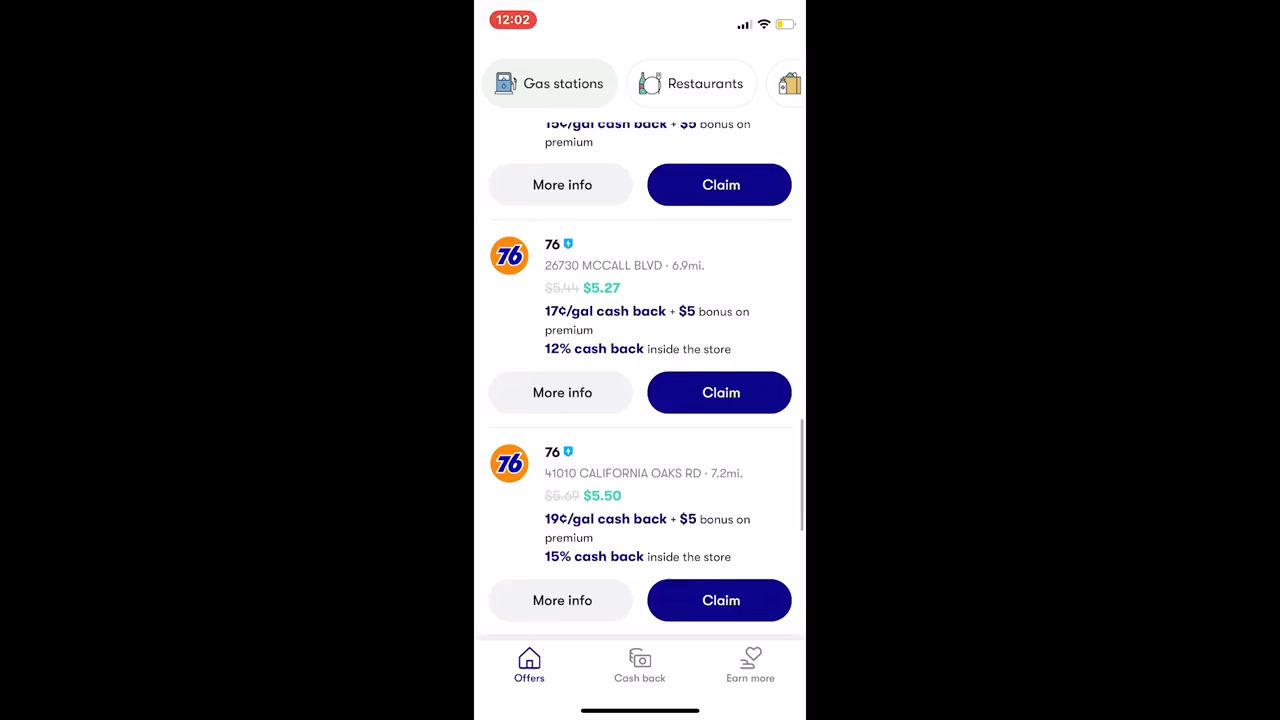 12:02
Gas stations
Restaurants
15¢/gal cash back + $5 bonus on
premium
More info
Claim
76
76
26730 MCCALL BLVD · 6.9mi.
$5.44 $5.27
17¢/gal cash back + $5 bonus on
premium
12% cash back inside the store
More info
Claim
76
76
41010 CALIFORNIA OAKS RD · 7.2mi.
$5.69 $5.50
19¢/gal cash back + $5 bonus on
premium
15% cash back inside the store
More info
Claim
Offers
Cash back
Earn more